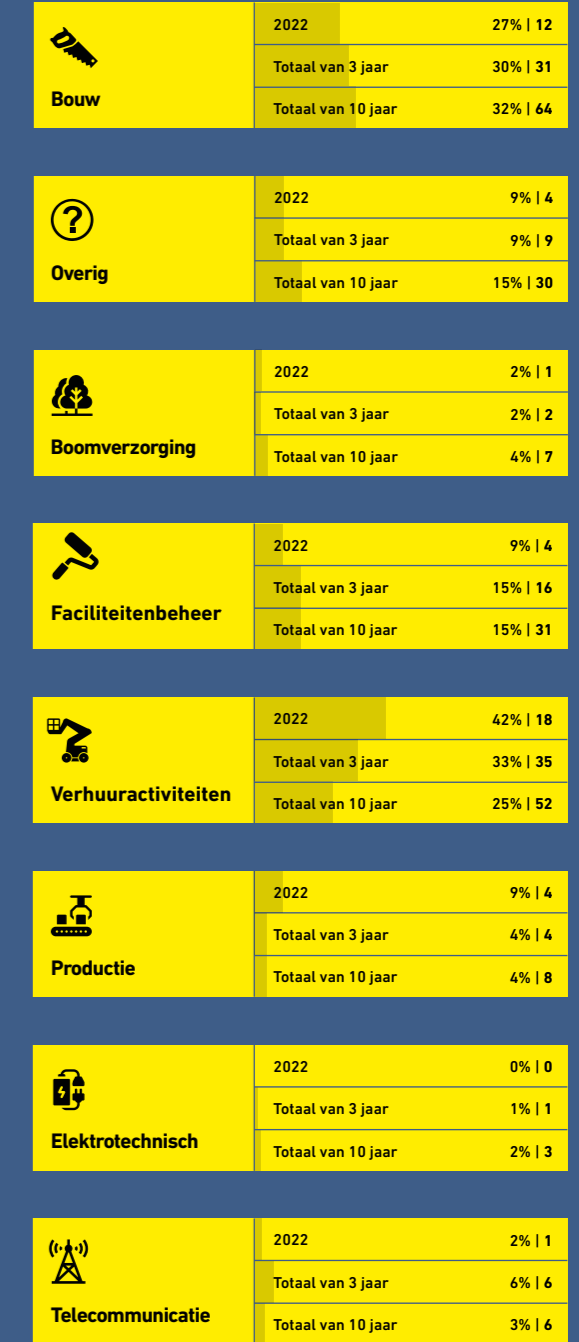 Bouw
2022 27% | 12
Totaal van 3 jaar 30% | 31
Totaal van 10 jaar 32% | 64
?
Overig
2022 9% | 4
Totaal van 3 jaar 9% | 9
Totaal van 10 jaar 15% | 30
Boomverzorging
2022 2% | 1
Totaal van 3 jaar 2% | 2
Totaal van 10 jaar 4% | 7
Faciliteitenbeheer
2022 9% | 4
Totaal van 3 jaar 15% | 16
Totaal van 10 jaar 15% | 31
Verhuuractiviteiten
2022 42% | 18
Totaal van 3 jaar 33% | 35
Totaal van 10 jaar 25% | 52
Productie
2022 9% | 4
Totaal van 3 jaar 4% | 4
Totaal van 10 jaar 4% | 8
Elektrotechnisch
2022 0% | 0
Totaal van 3 jaar 1% | 1
Totaal van 10 jaar 2% | 3
Telecommunicatie
2022 2% | 1
Totaal van 3 jaar 6% | 6
Totaal van 10 jaar 3% | 6